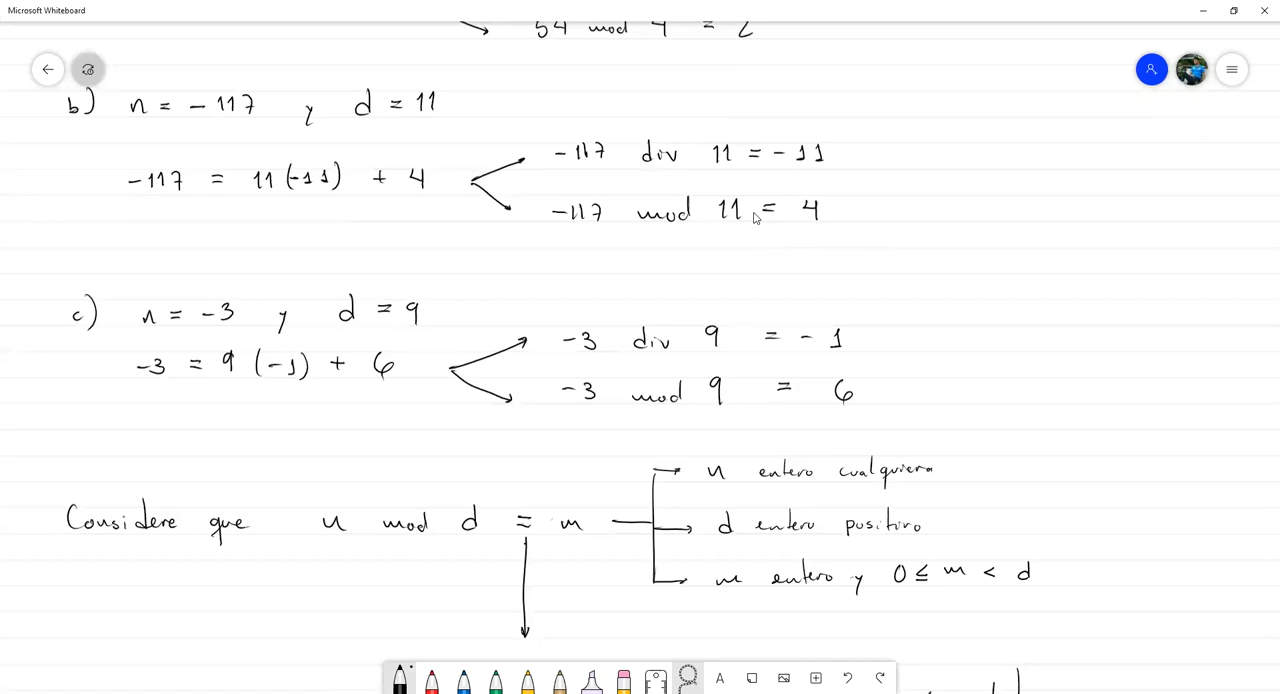 Microsoft Whiteboard
54 mod 4 = 2
b) n = -117 y d = 11
-117 div 11 = -11
-117 = 11(-11) + 4
-117 mod 11 = 4
c) n = -3 y d = 9
-3 div 9 = -1
-3 = 9(-1) + 6
-3 mod 9 = 6
n entero cualquiera
Considere que n mod d = m
d entero positivo
m entero y 0 ≤ m < d
A